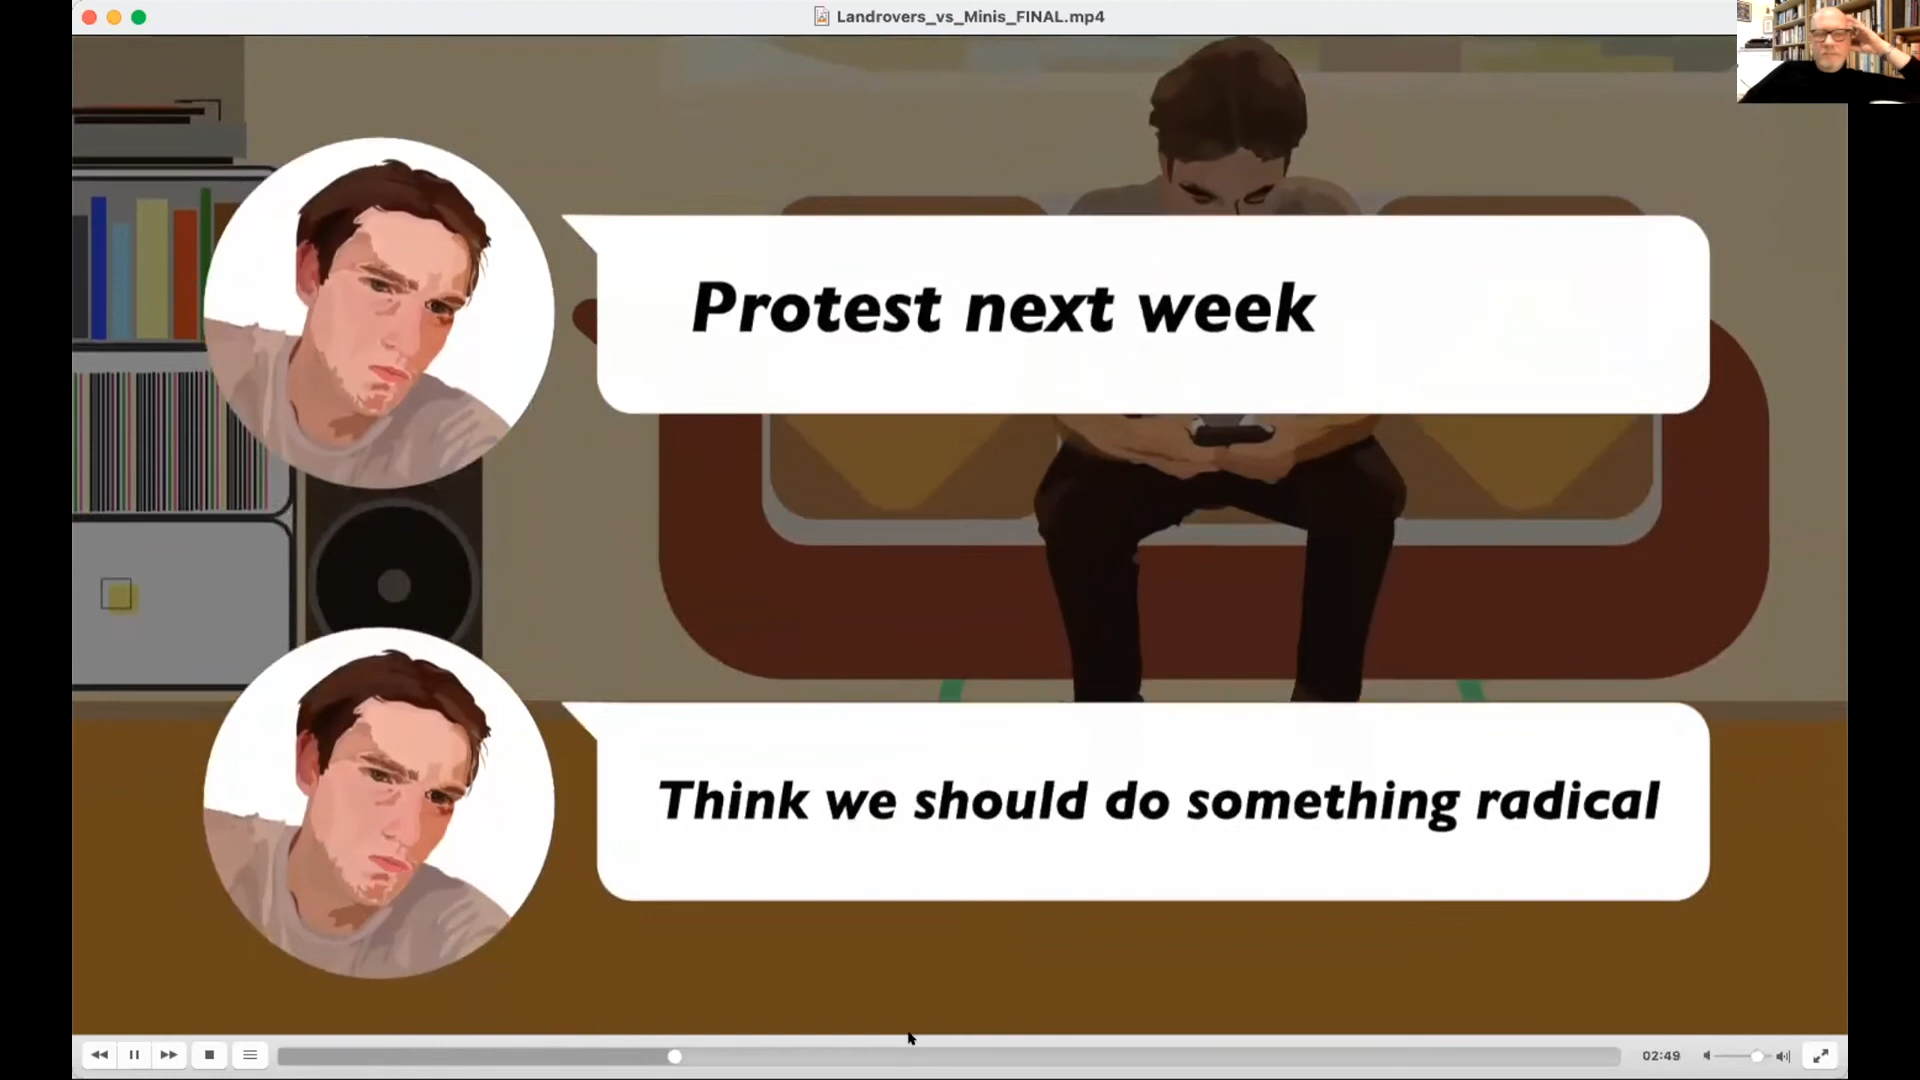 Landrovers_vs_Minis_FINAL.mp4
Protest next week
Think we should do something radical
02:49